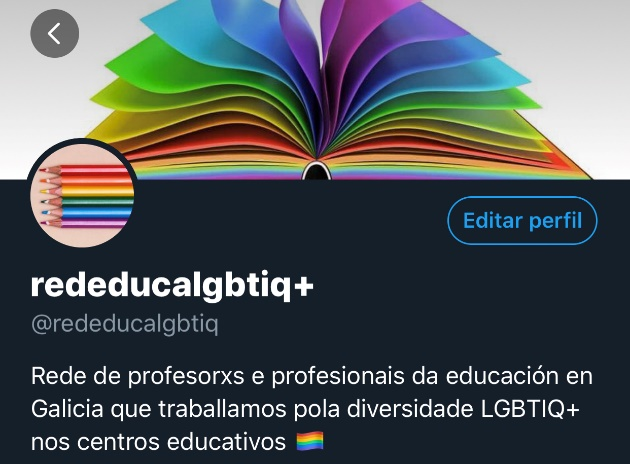 Editar perfil
rededucalgbtiq+
@rededucalgbtiq
Rede de profesorxs e profesionais da educación en
Galicia que traballamos pola diversidade LGBTIQ+
nos centros educativos 🏳️‍🌈